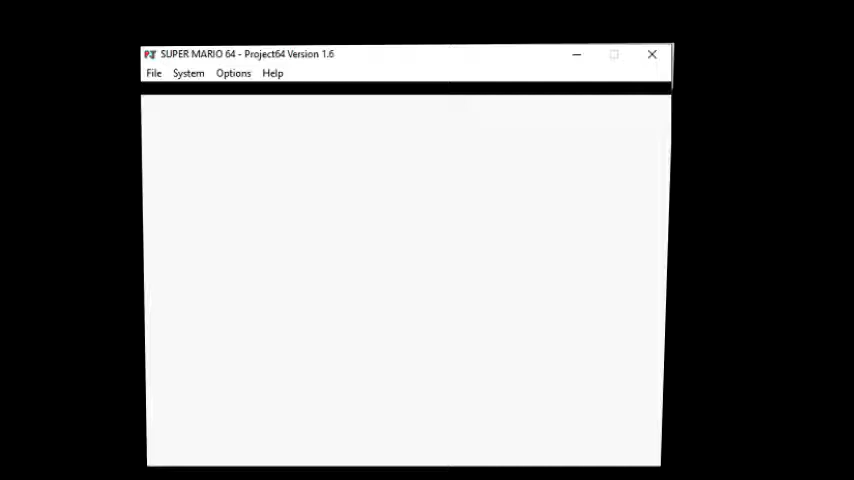 SUPER MARIO 64 - Project64 Version 1.6
File System Options Help